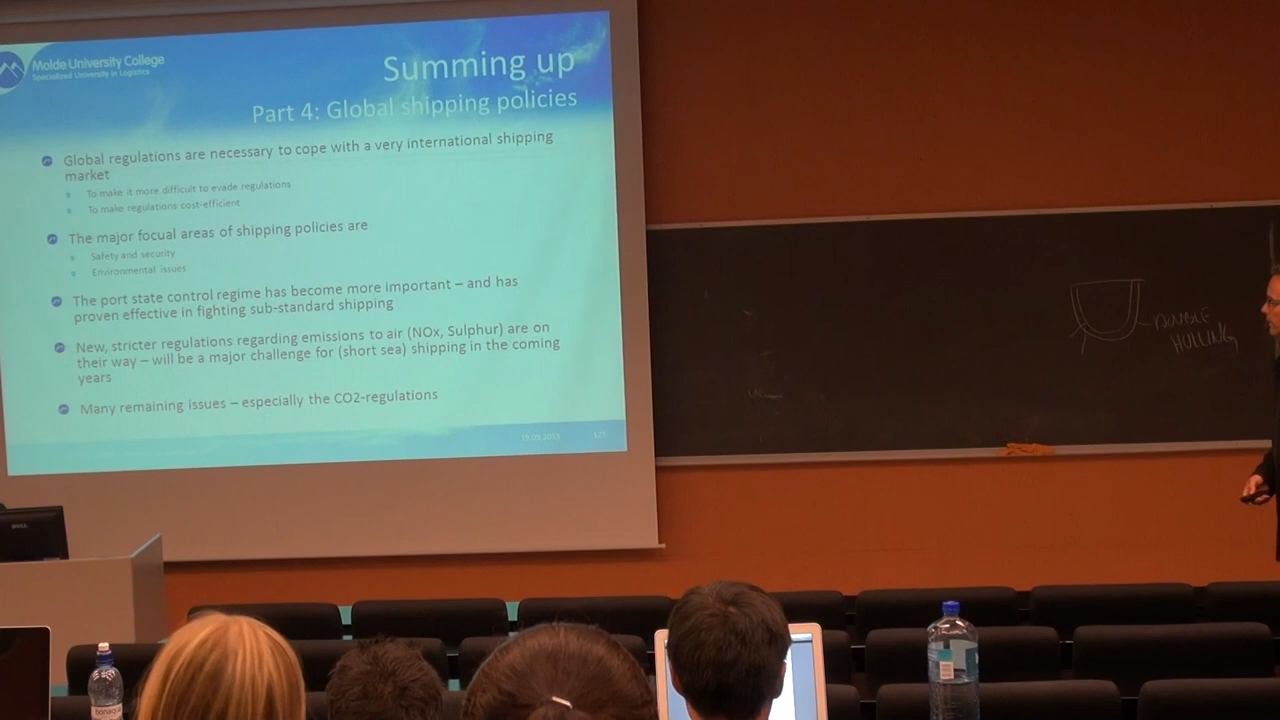 Molde University College
Specialized University in Logistics
Summing up
Part 4: Global shipping policies
Global regulations are necessary to cope with a very international shipping
market
To make it more difficult to evade regulations
To make regulations cost-efficient
The major focual areas of shipping policies are
Safety and security
Environmental issues
The port state control regime has become more important – and has
proven effective in fighting sub-standard shipping
New, stricter regulations regarding emissions to air (NOx, Sulphur) are on
their way – will be a major challenge for (short sea) shipping in the coming
years
Many remaining issues – especially the CO2-regulations
DOUBLE
HULLING
DELL
bonaqua